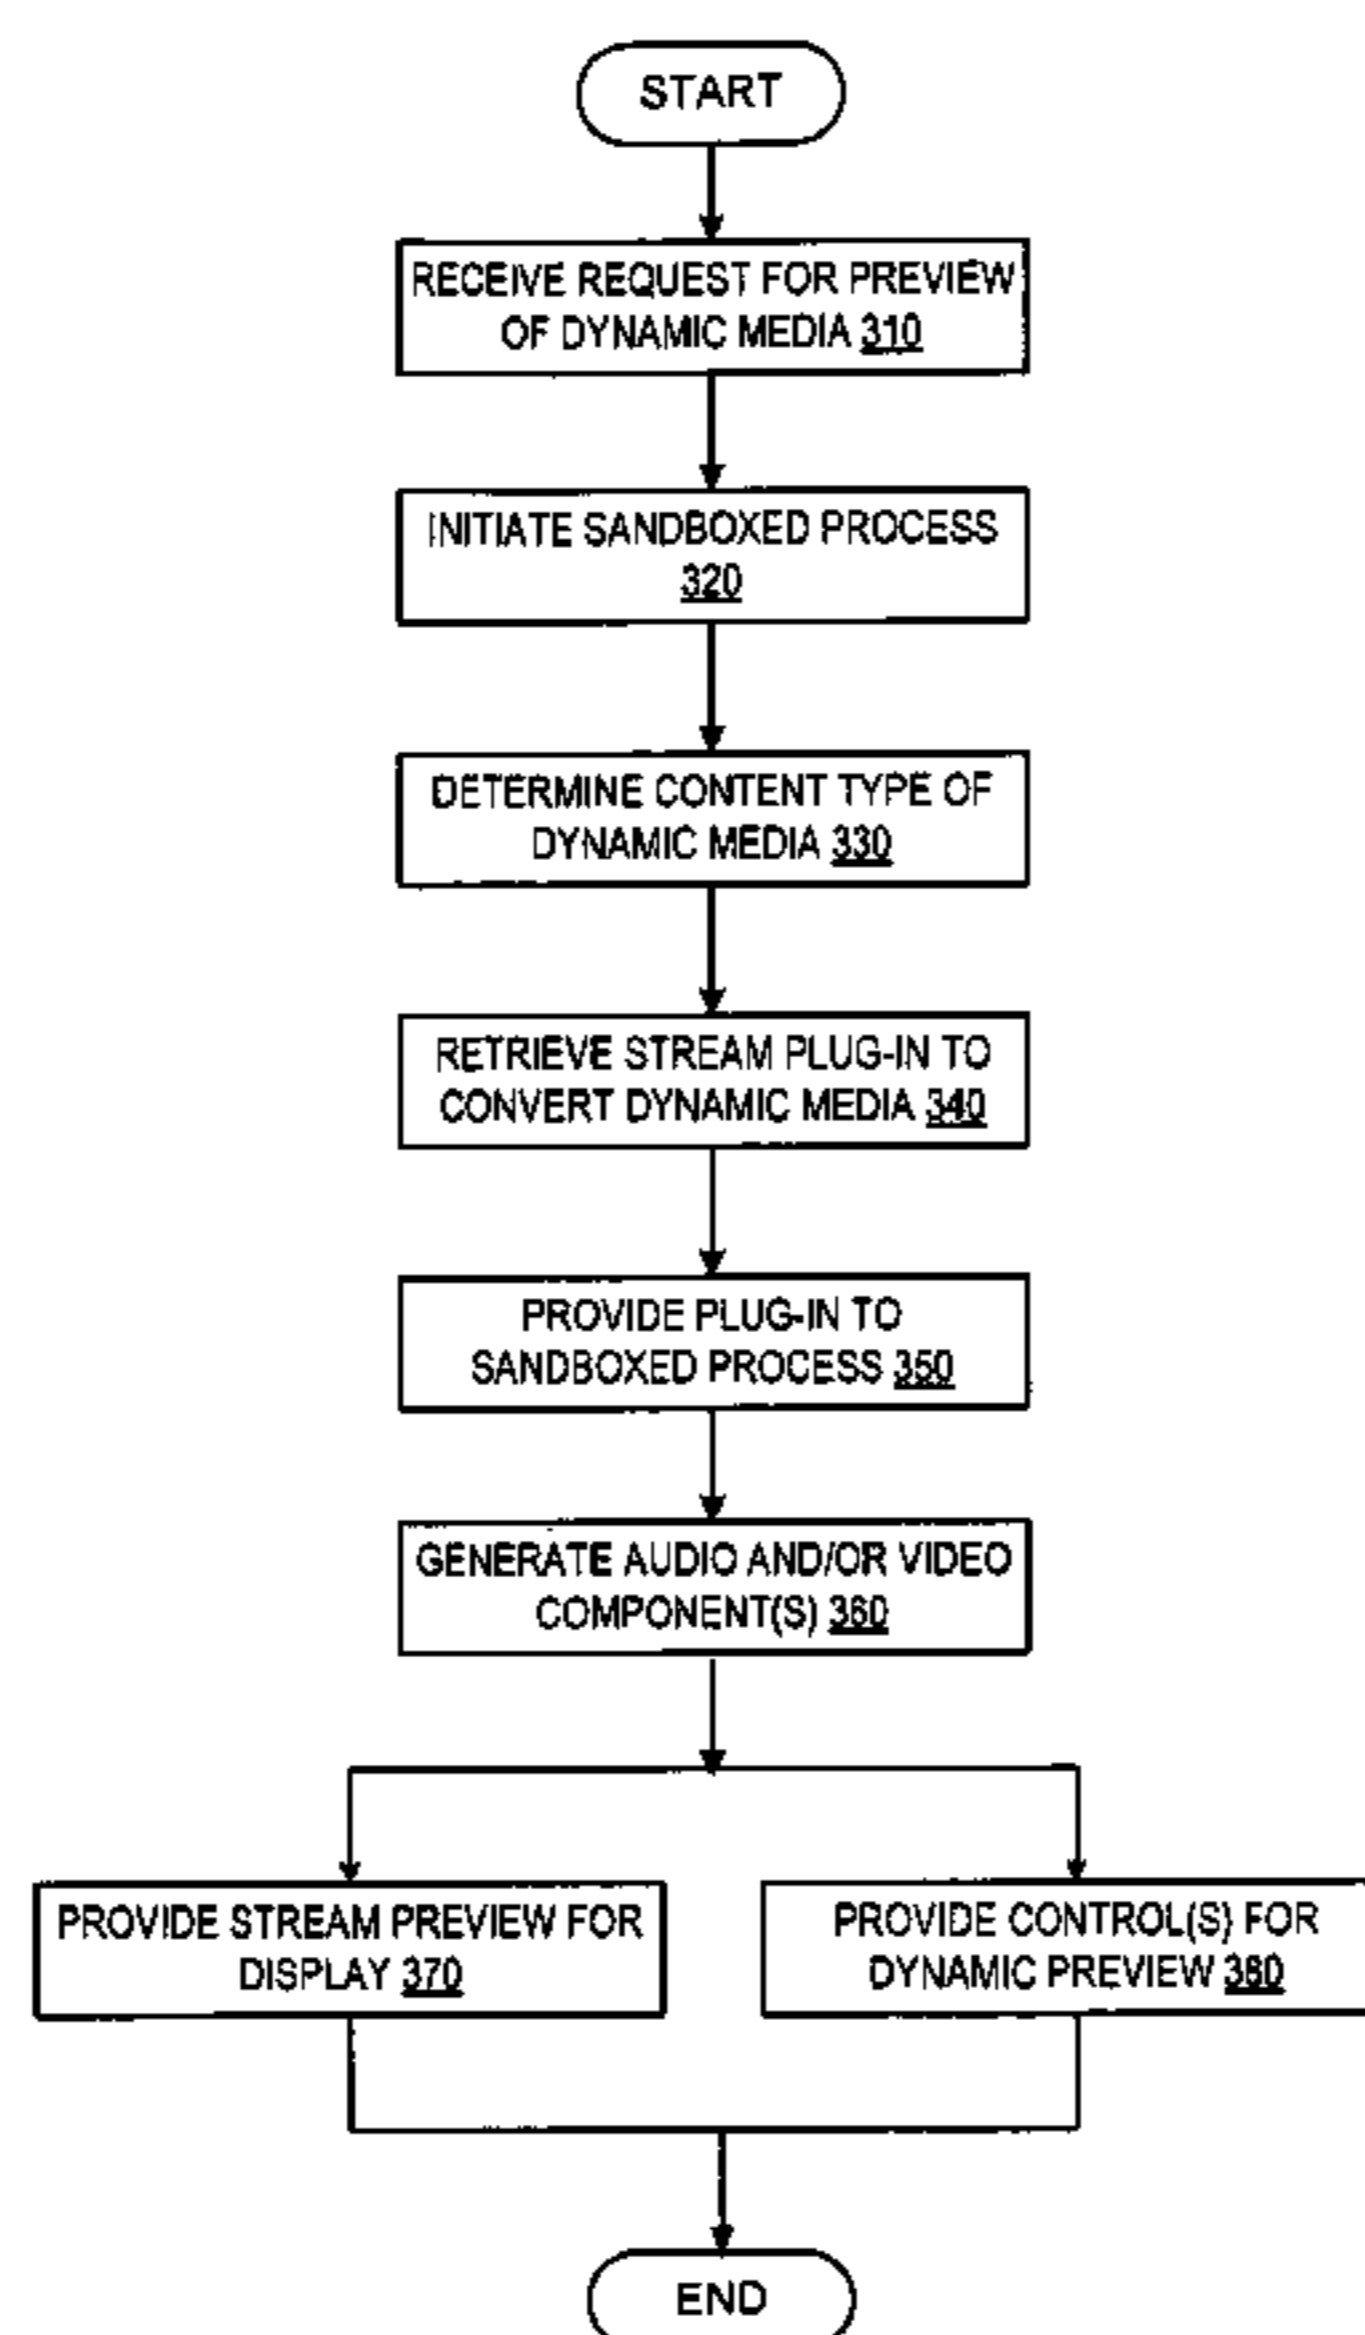 START
RECEIVE REQUEST FOR PREVIEW
OF DYNAMIC MEDIA 310
INITIATE SANDBOXED PROCESS
320
DETERMINE CONTENT TYPE OF
DYNAMIC MEDIA 330
RETRIEVE STREAM PLUG-IN TO
CONVERT DYNAMIC MEDIA 340
PROVIDE PLUG-IN TO
SANDBOXED PROCESS 350
GENERATE AUDIO AND/OR VIDEO
COMPONENT(S) 360
PROVIDE STREAM PREVIEW FOR
DISPLAY 370
PROVIDE CONTROL(S) FOR
DYNAMIC PREVIEW 380
END